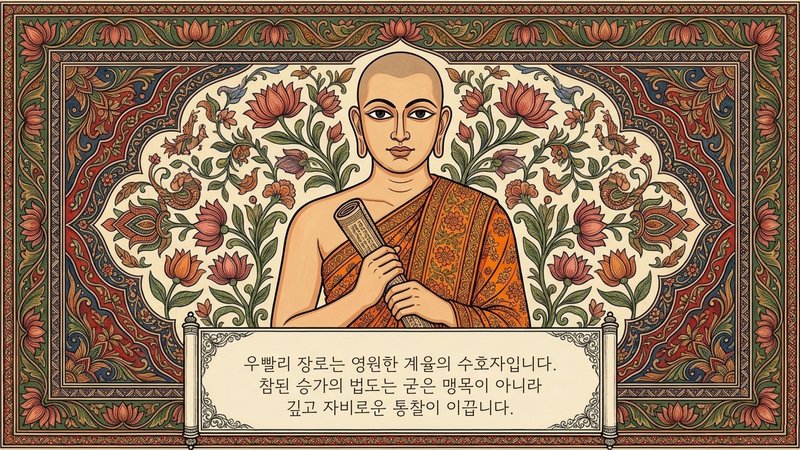 우빨리 장로는 영원한 계율의 수호자입니다.
참된 승가의 법도는 굳은 맹목이 아니라
깊고 자비로운 통찰이 이끕니다.